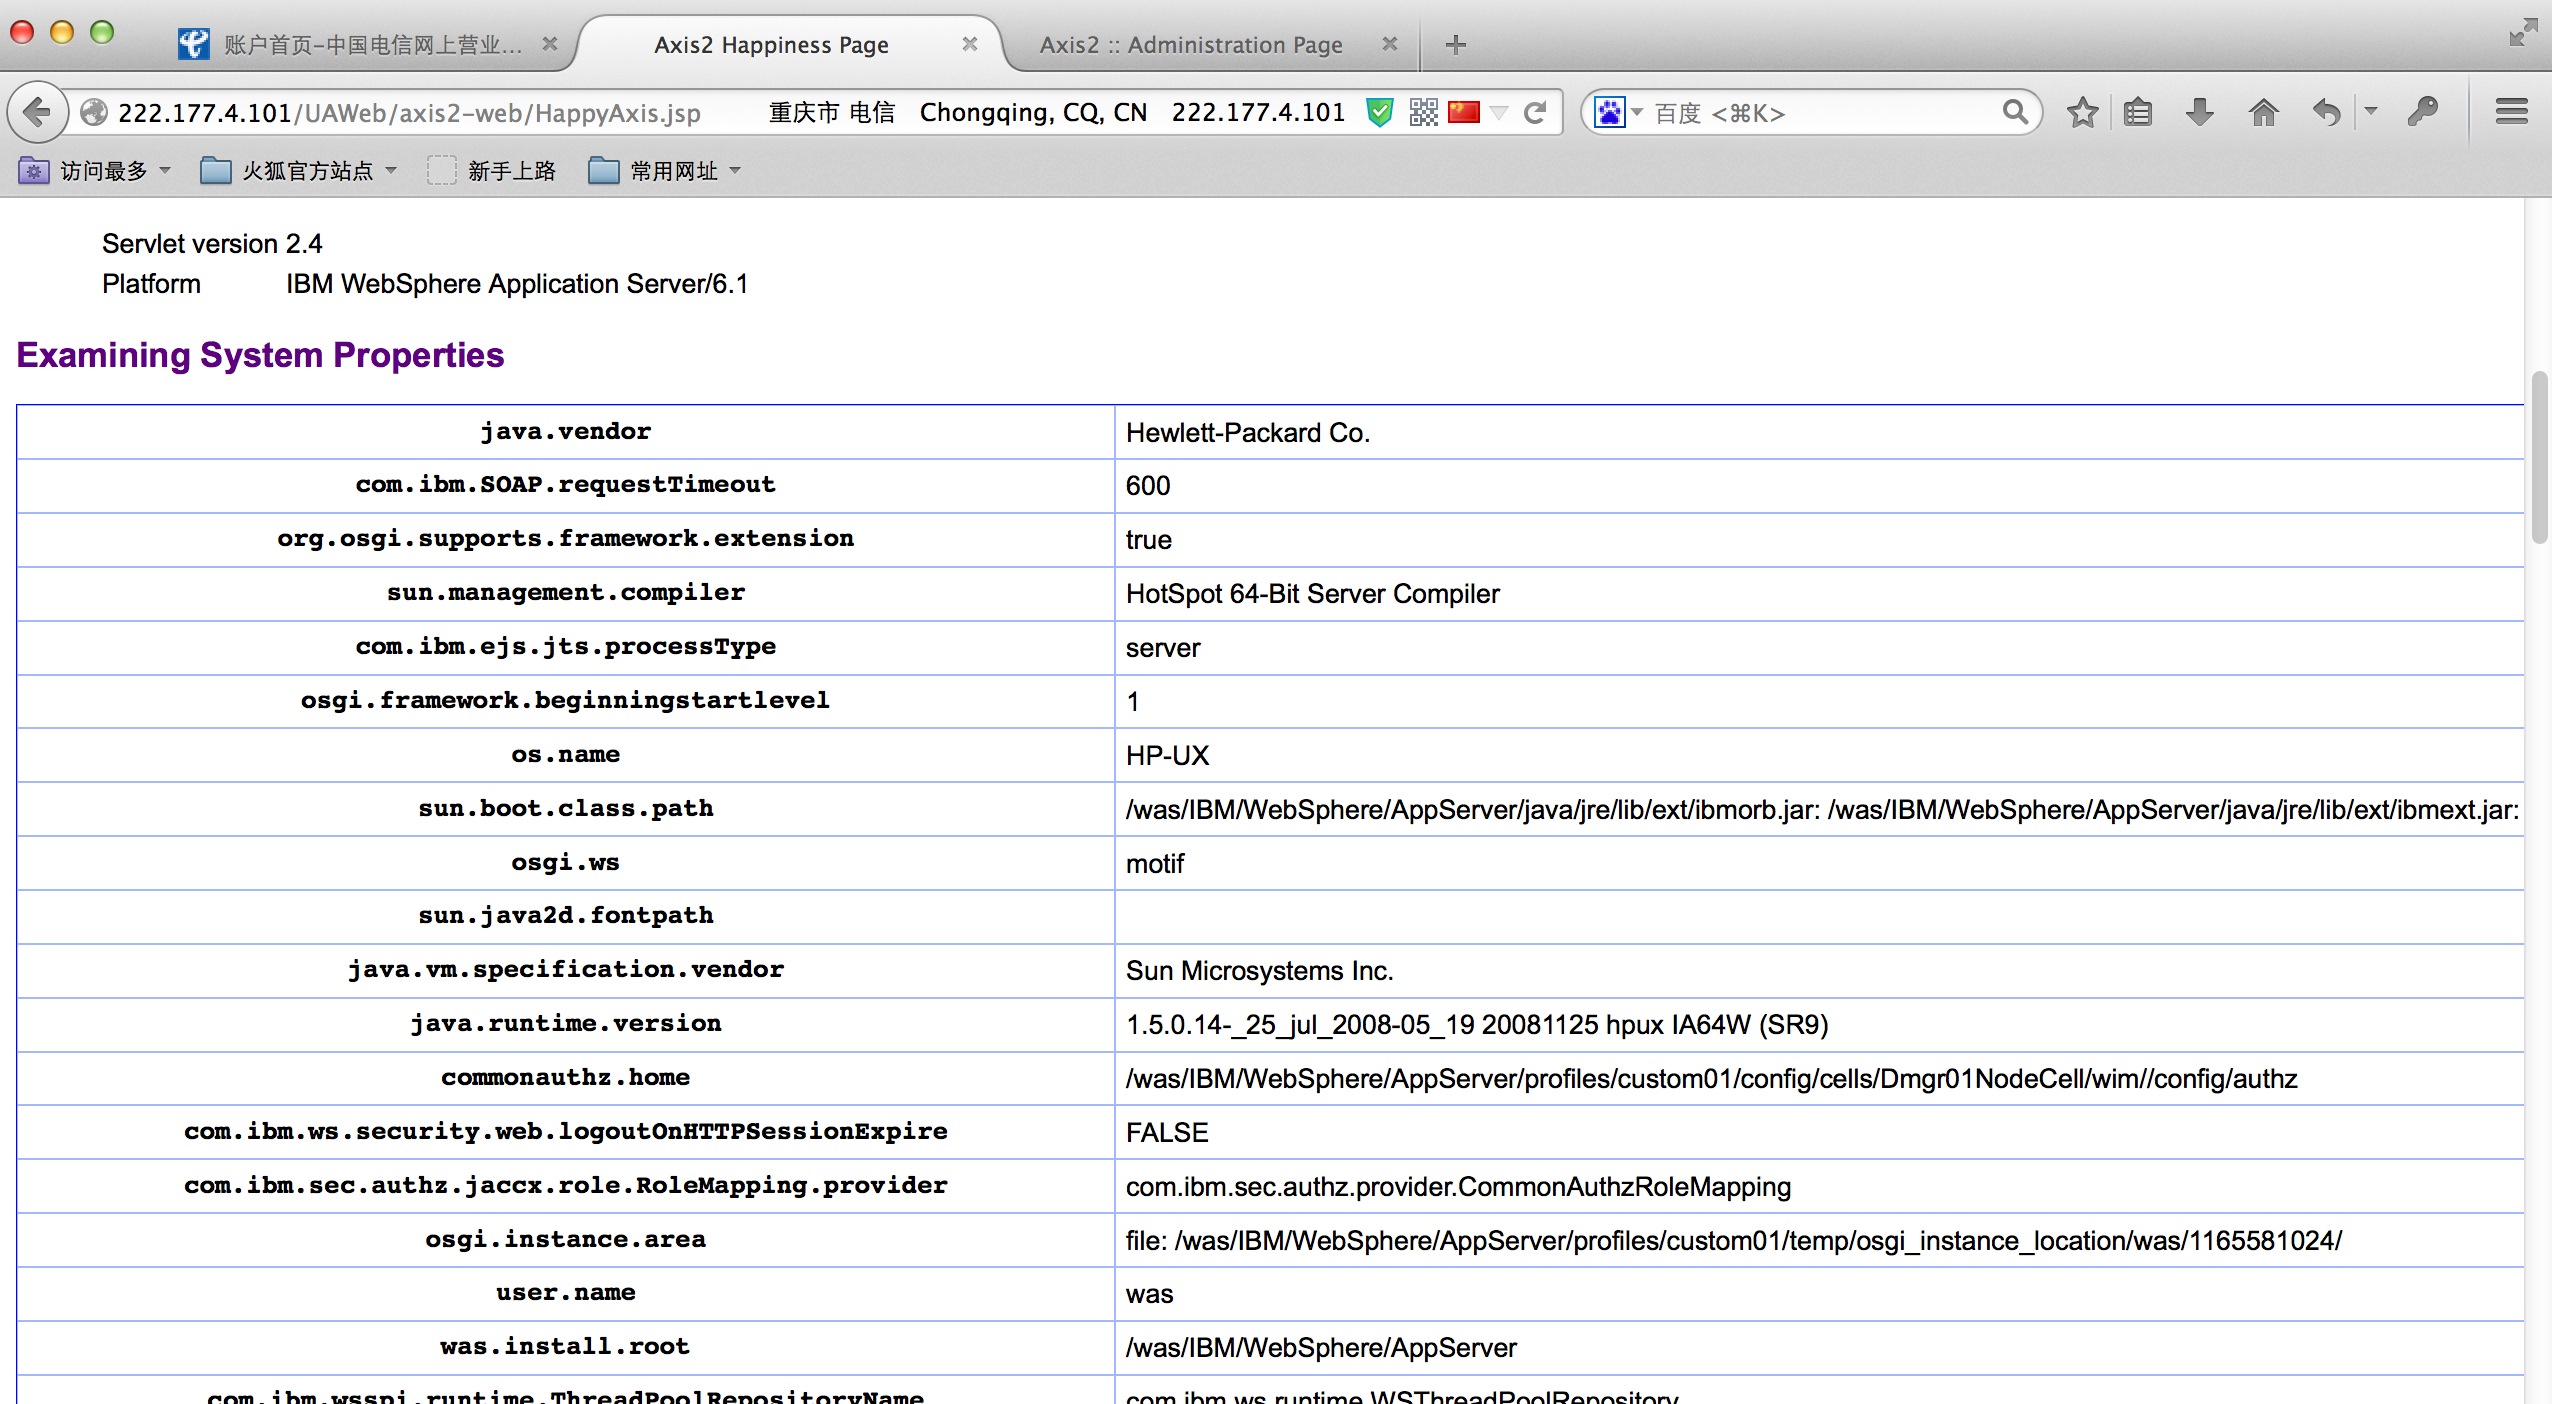 账户首页-中国电信网上营业...
Axis2 Happiness Page
Axis2 :: Administration Page
222.177.4.101/UAWeb/axis2-web/HappyAxis.jsp 重庆市 电信 Chongqing, CQ, CN 222.177.4.101
百度 <⌘K>
访问最多 火狐官方站点 新手上路 常用网址
Servlet version 2.4
Platform IBM WebSphere Application Server/6.1
Examining System Properties
java.vendor Hewlett-Packard Co.
com.ibm.SOAP.requestTimeout 600
org.osgi.supports.framework.extension true
sun.management.compiler HotSpot 64-Bit Server Compiler
com.ibm.ejs.jts.processType server
osgi.framework.beginningstartlevel 1
os.name HP-UX
sun.boot.class.path /was/IBM/WebSphere/AppServer/java/jre/lib/ext/ibmorb.jar: /was/IBM/WebSphere/AppServer/java/jre/lib/ext/ibmext.jar:
osgi.ws motif
sun.java2d.fontpath
java.vm.specification.vendor Sun Microsystems Inc.
java.runtime.version 1.5.0.14-_25_jul_2008-05_19 20081125 hpux IA64W (SR9)
commonauthz.home /was/IBM/WebSphere/AppServer/profiles/custom01/config/cells/Dmgr01NodeCell/wim//config/authz
com.ibm.ws.security.web.logoutOnHTTPSessionExpire FALSE
com.ibm.sec.authz.jaccx.role.RoleMapping.provider com.ibm.sec.authz.provider.CommonAuthzRoleMapping
osgi.instance.area file: /was/IBM/WebSphere/AppServer/profiles/custom01/temp/osgi_instance_location/was/1165581024/
user.name was
was.install.root /was/IBM/WebSphere/AppServer
com.ibm.wsspi.runtime.ThreadPoolRepositoryName com.ibm.ws.runtime.WSThreadPoolRepository